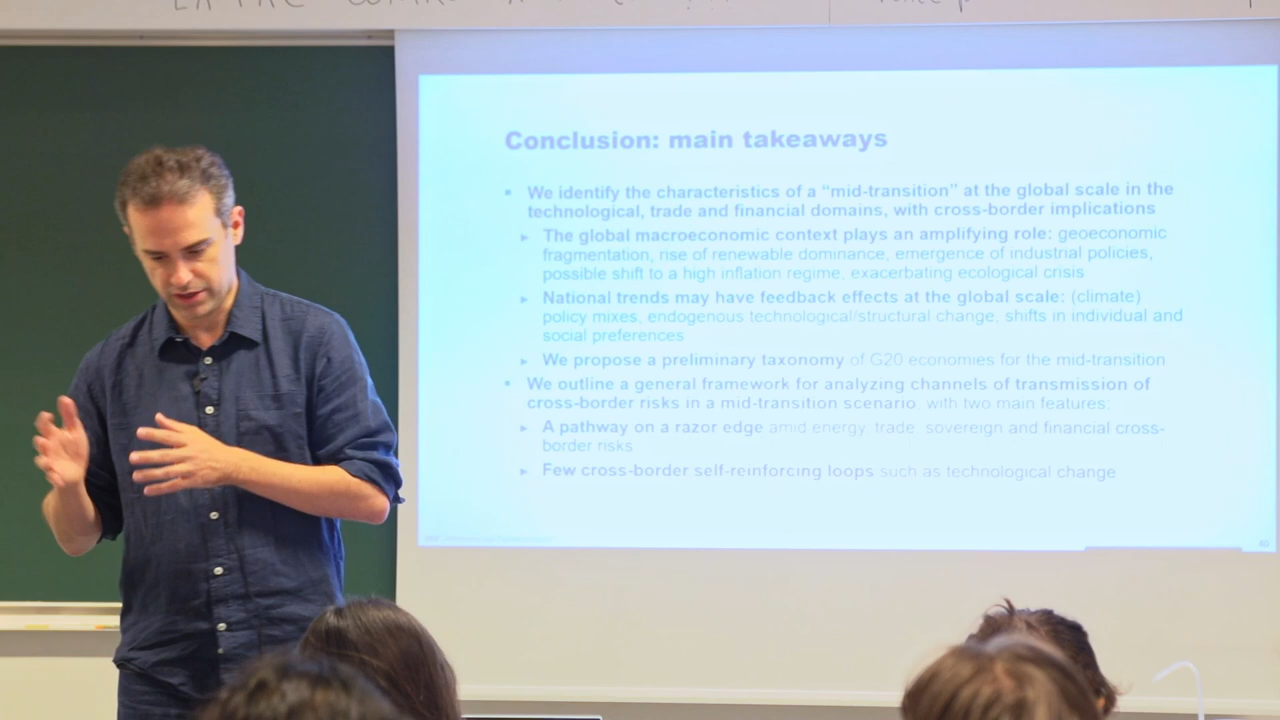 Conclusion: main takeaways
▪ We identify the characteristics of a “mid-transition” at the global scale in the
technological, trade and financial domains, with cross-border implications
► The global macroeconomic context plays an amplifying role: geoeconomic
fragmentation, rise of renewable dominance, emergence of industrial policies,
possible shift to a high inflation regime, exacerbating ecological crisis
► National trends may have feedback effects at the global scale: (climate)
policy mixes, endogenous technological/structural change, shifts in individual and
social preferences
► We propose a preliminary taxonomy of G20 economies for the mid-transition
▪ We outline a general framework for analyzing channels of transmission of
cross-border risks in a mid-transition scenario, with two main features:
► A pathway on a razor edge amid energy, trade, sovereign and financial cross-
border risks
► Few cross-border self-reinforcing loops such as technological change